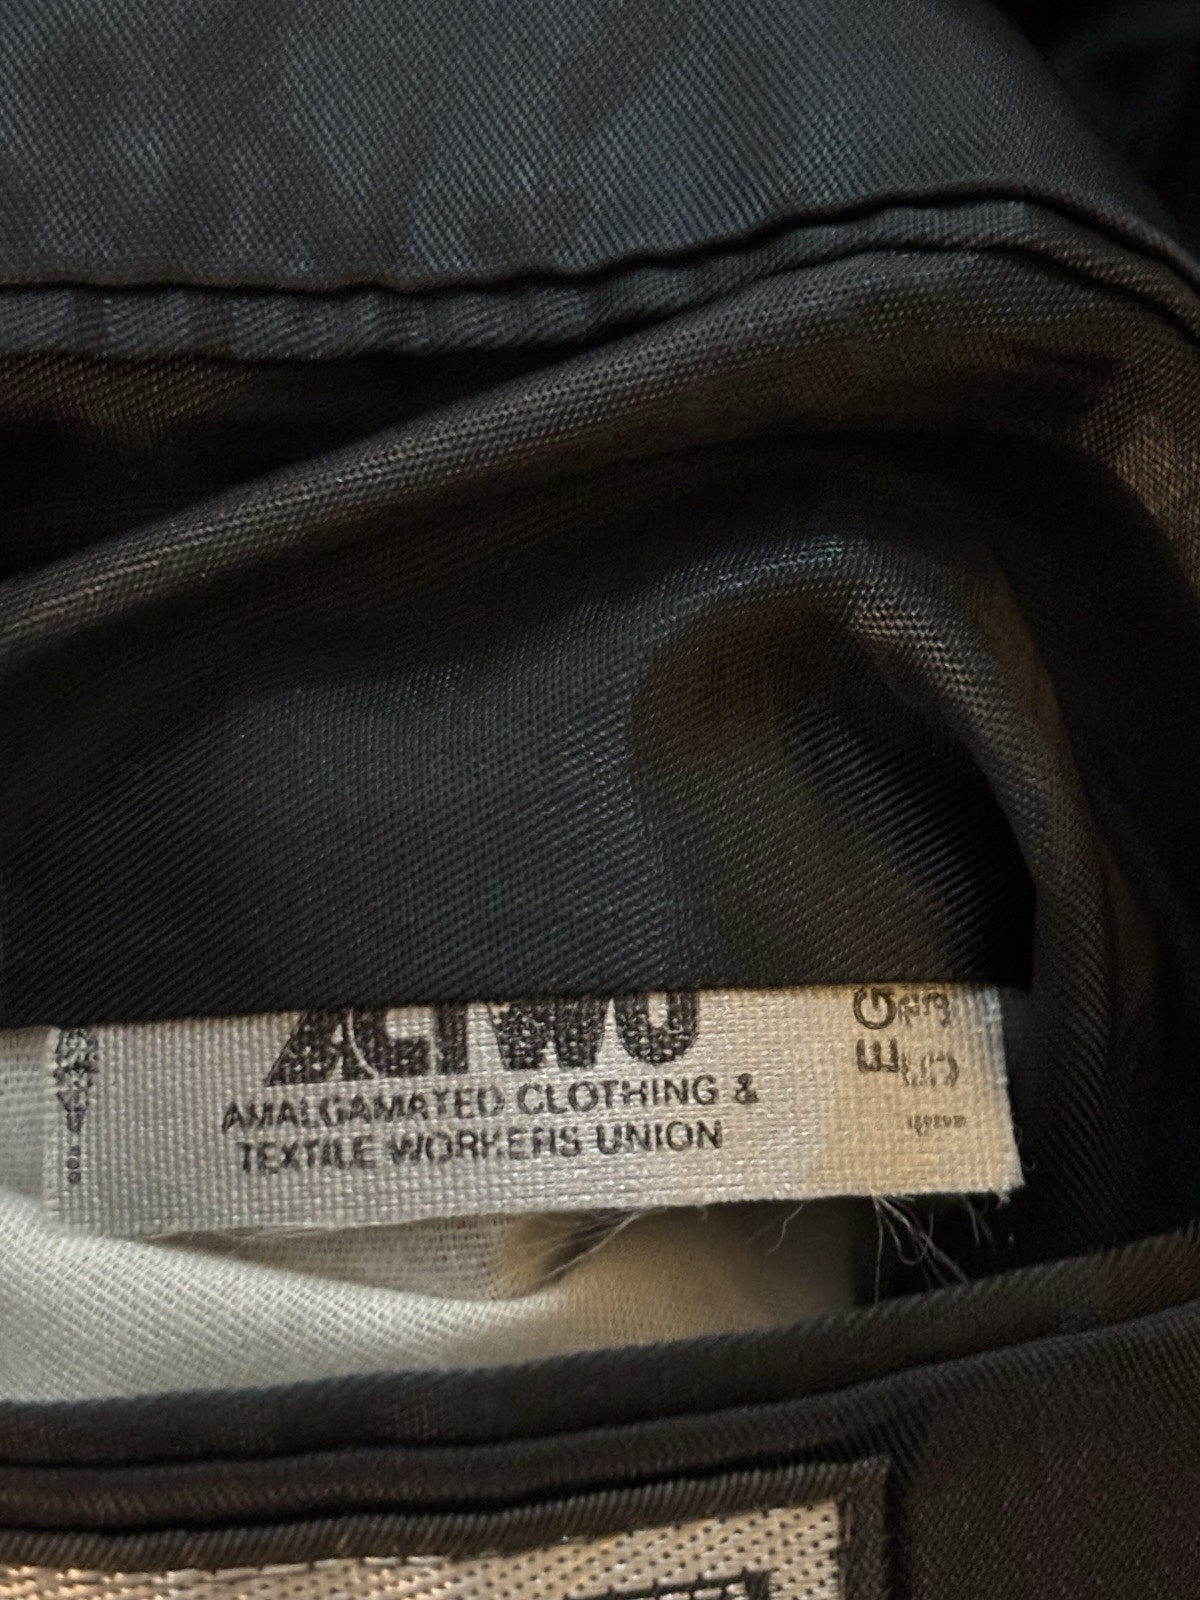 ACTWU
AMALGAMATED CLOTHING &
TEXTILE WORKERS UNION